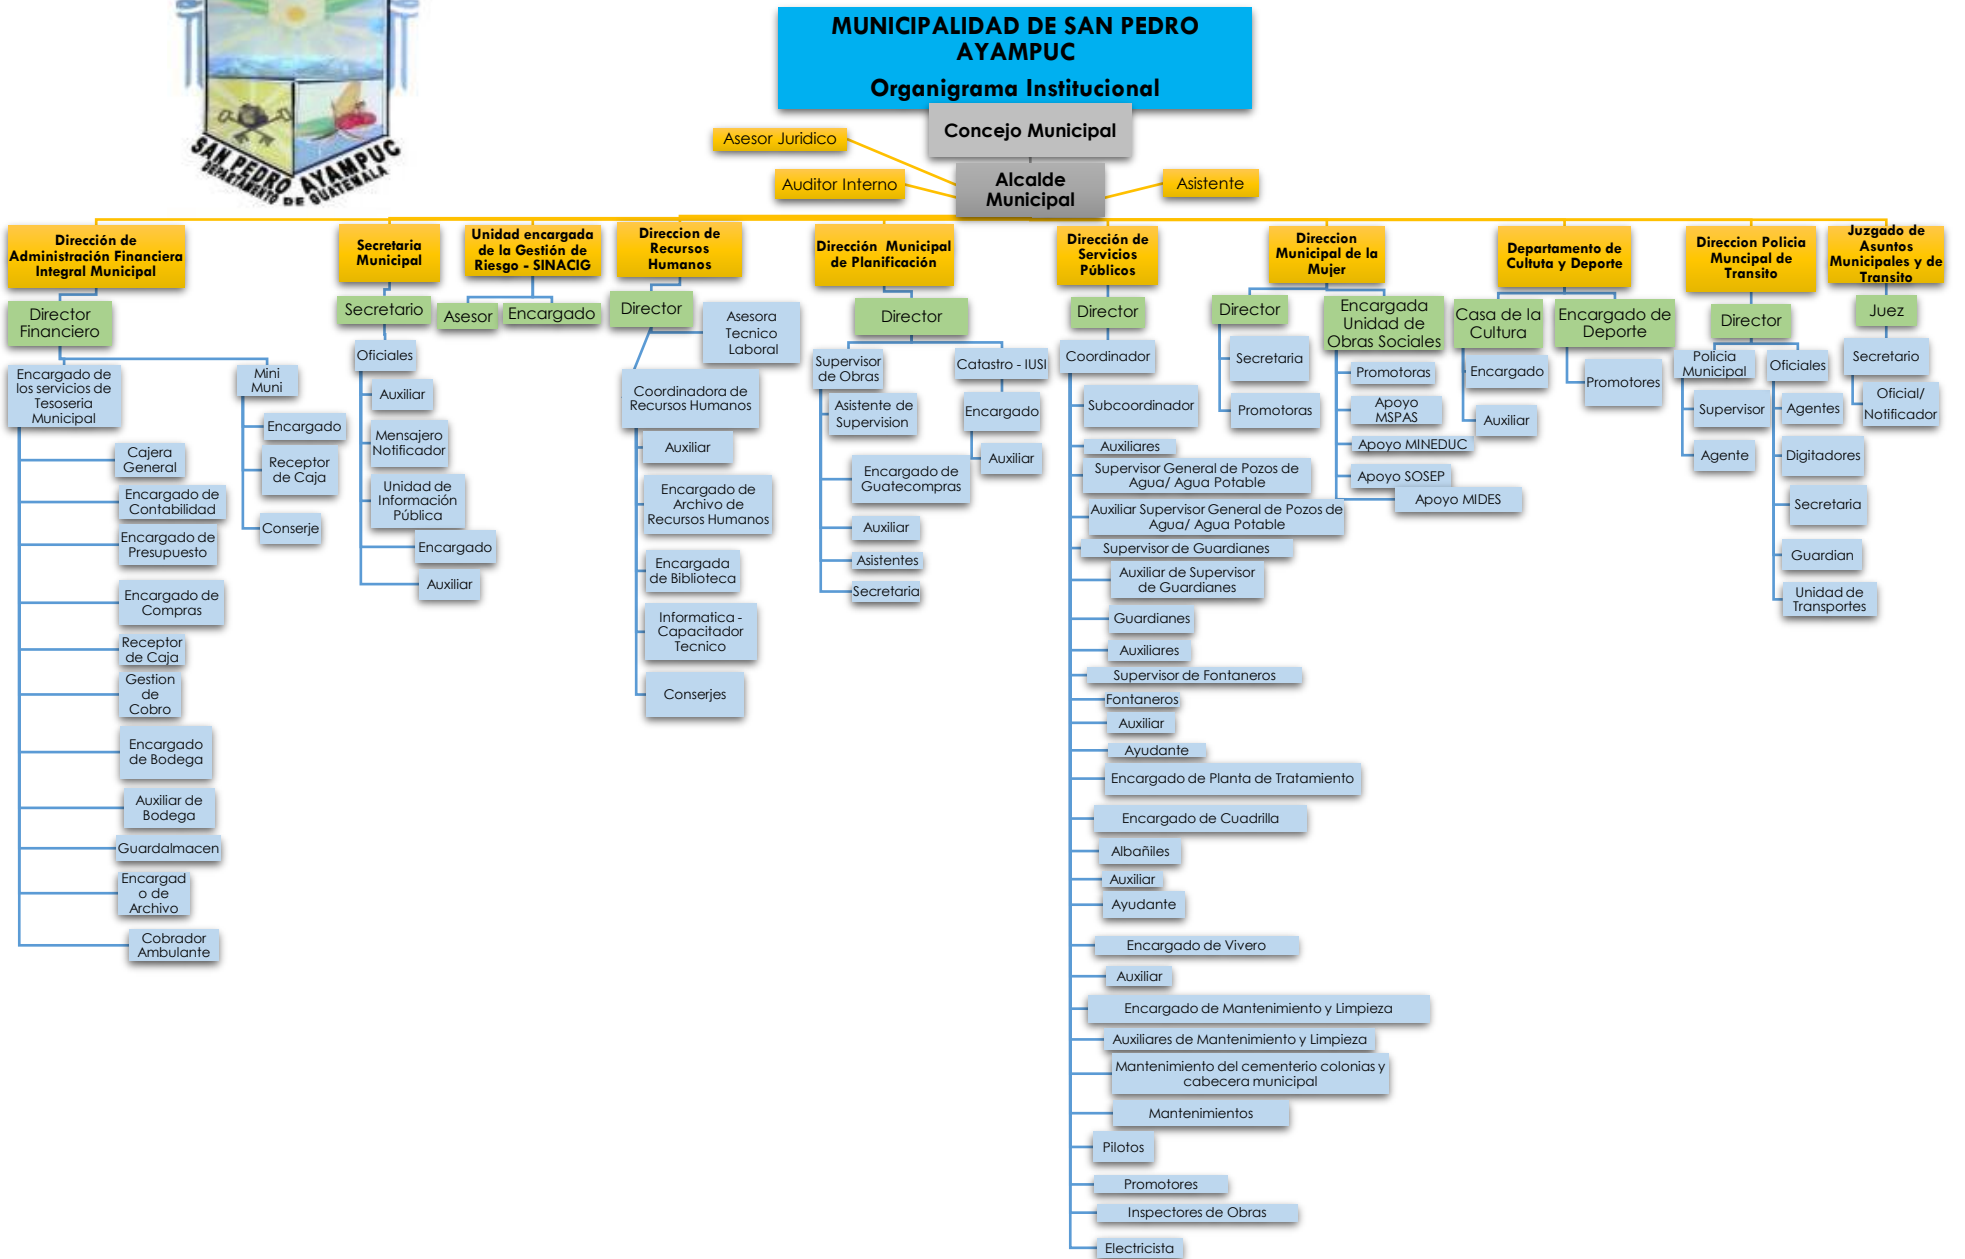 SAN PEDRO AYAMPUC
DEPARTAMENTO DE GUATEMALA
MUNICIPALIDAD DE SAN PEDRO
AYAMPUC
Organigrama Institucional
Concejo Municipal
Asesor Juridico
Alcalde
Municipal
Auditor Interno
Asistente
Dirección de
Administración Financiera
Integral Municipal
Director
Financiero
Encargado de
los servicios de
Tesoseria
Municipal
Cajera
General
Encargado de
Contabilidad
Encargado de
Presupuesto
Encargado de
Compras
Receptor
de Caja
Gestion
de
Cobro
Encargado
de Bodega
Auxiliar de
Bodega
Guardalmacen
Encargad
o de
Archivo
Cobrador
Ambulante
Mini
Muni
Encargado
Receptor
de Caja
Conserje
Secretaria
Municipal
Secretario
Oficiales
Auxiliar
Mensajero
Notificador
Unidad de
Información
Pública
Encargado
Auxiliar
Unidad encargada
de la Gestión de
Riesgo - SINACIG
Asesor
Encargado
Direccion de
Recursos
Humanos
Director
Asesora
Tecnico
Laboral
Coordinadora de
Recursos Humanos
Auxiliar
Encargado de
Archivo de
Recursos Humanos
Encargada
de Biblioteca
Informatica -
Capacitador
Tecnico
Conserjes
Dirección  Municipal
de Planificación
Director
Supervisor
de Obras
Asistente de
Supervision
Encargado de
Guatecompras
Auxiliar
Asistentes
Secretaria
Catastro - IUSI
Encargado
Auxiliar
Dirección de
Servicios
Públicos
Director
Coordinador
Subcoordinador
Auxiliares
Supervisor General de Pozos de
Agua/ Agua Potable
Auxiliar Supervisor General de Pozos de
Agua/ Agua Potable
Supervisor de Guardianes
Auxiliar de Supervisor
de Guardianes
Guardianes
Auxiliares
Supervisor de Fontaneros
Fontaneros
Auxiliar
Ayudante
Encargado de Planta de Tratamiento
Encargado de Cuadrilla
Albañiles
Auxiliar
Ayudante
Encargado de Vivero
Auxiliar
Encargado de Mantenimiento y Limpieza
Auxiliares de Mantenimiento y Limpieza
Mantenimiento del cementerio colonias y
cabecera municipal
Mantenimientos
Pilotos
Promotores
Inspectores de Obras
Electricista
Direccion
Municipal de la
Mujer
Director
Secretaria
Promotoras
Encargada
Unidad de
Obras Sociales
Promotoras
Apoyo
MSPAS
Apoyo MINEDUC
Apoyo SOSEP
Apoyo MIDES
Departamento de
Cultuta y Deporte
Casa de la
Cultura
Encargado
Auxiliar
Encargado de
Deporte
Promotores
Direccion Policia
Muncipal de
Transito
Director
Policia
Municipal
Supervisor
Agente
Oficiales
Agentes
Digitadores
Secretaria
Guardian
Unidad de
Transportes
Juzgado de
Asuntos
Municipales y de
Transito
Juez
Secretario
Oficial/
Notificador